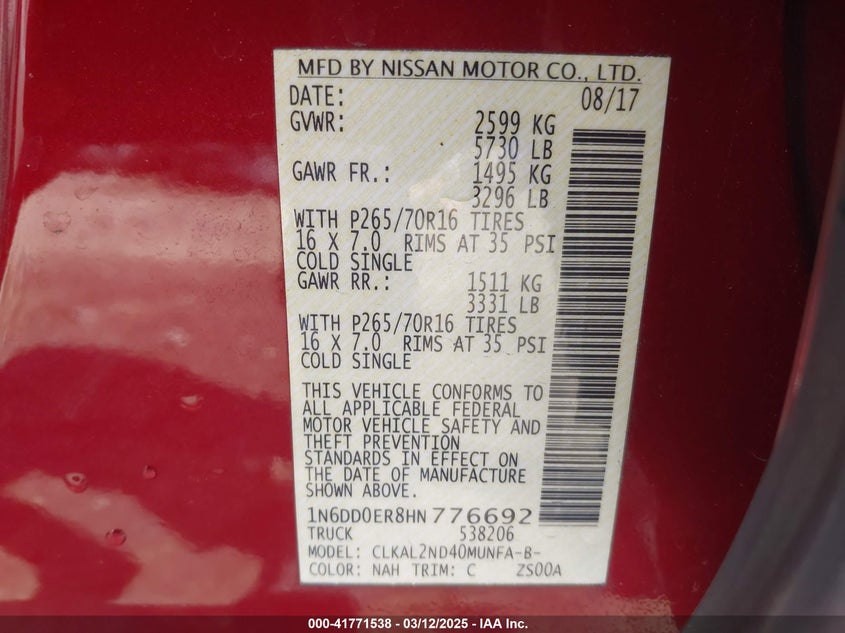 MFD BY NISSAN MOTOR CO., LTD.
DATE: 08/17
GVWR: 2599 KG
5730 LB
GAWR FR.: 1495 KG
3296 LB
WITH P265/70R16 TIRES
16 X 7.0 RIMS AT 35 PSI
COLD SINGLE
GAWR RR.: 1511 KG
3331 LB
WITH P265/70R16 TIRES
16 X 7.0 RIMS AT 35 PSI
COLD SINGLE
THIS VEHICLE CONFORMS TO
ALL APPLICABLE FEDERAL
MOTOR VEHICLE SAFETY AND
THEFT PREVENTION
STANDARDS IN EFFECT ON
THE DATE OF MANUFACTURE
SHOWN ABOVE.
1N6DD0ER8HN776692
TRUCK 538206
MODEL: CLKAL2ND40MUNFA-B-
COLOR: NAH TRIM: C ZS00A
000-41771538 - 03/12/2025 - IAA Inc.